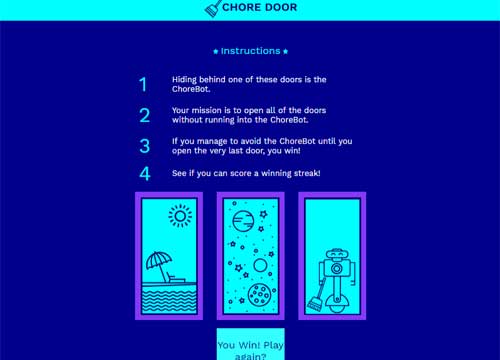 CHORE DOOR
Instructions
1 Hiding behind one of these doors is the
ChoreBot.
2 Your mission is to open all of the doors
without running into the ChoreBot.
3 If you manage to avoid the ChoreBot until you
open the very last door, you win!
4 See if you can score a winning streak!
You Win! Play
again?